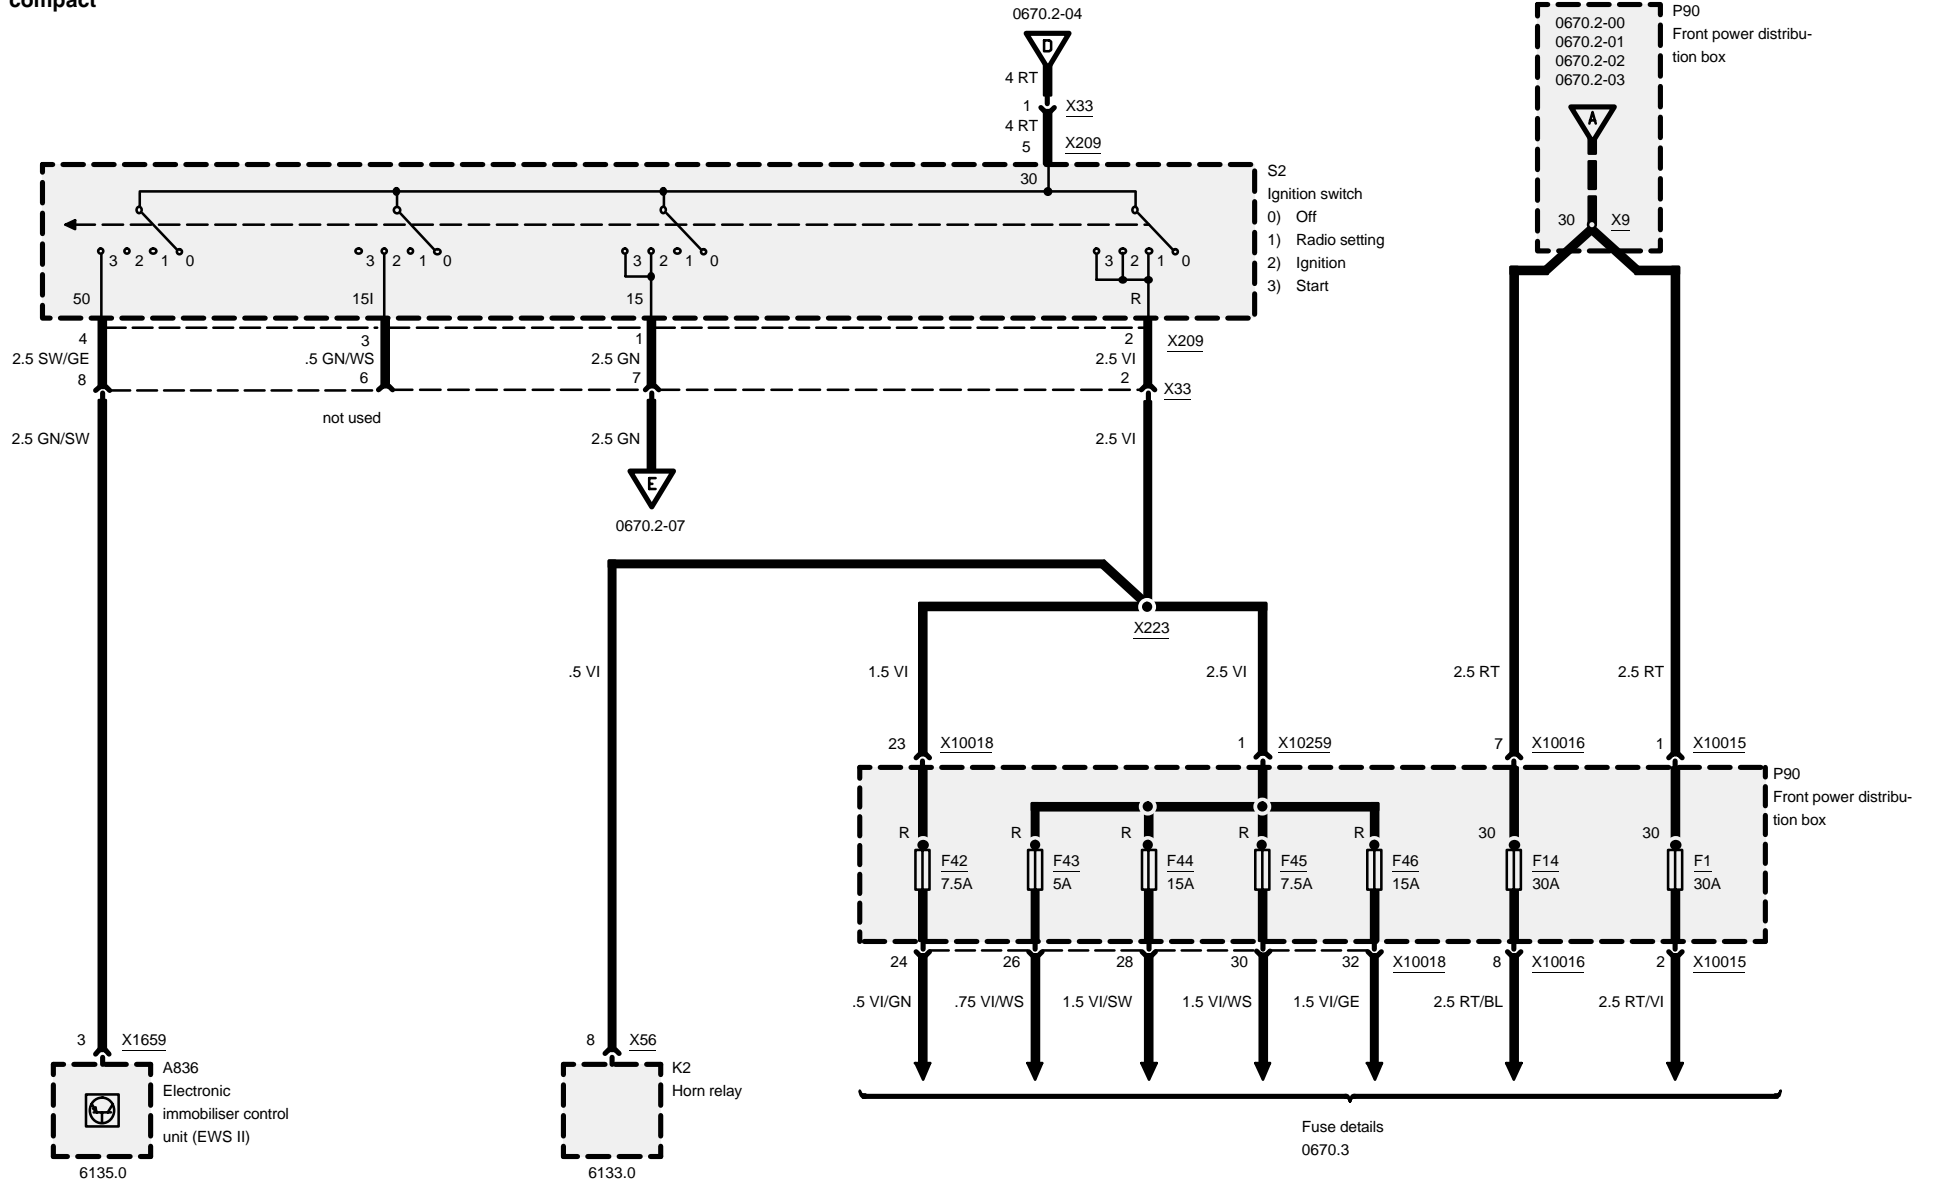 compact
0670.2-04
D
4 RT
1 X33
4 RT
5 X209
30
S2
Ignition switch
0) Off
1) Radio setting
2) Ignition
3) Start
3 2 1 0
3 2 1 0
3 2 1 0
3 2 1 0
50
15I
15
R
4
3
1
2
X209
2.5 SW/GE
.5 GN/WS
2.5 GN
2.5 VI
8
6
7
2
X33
not used
2.5 GN/SW
2.5 GN
2.5 VI
E
0670.2-07
P90
Front power distribu-
tion box
0670.2-00
0670.2-01
0670.2-02
0670.2-03
A
30 X9
X223
.5 VI
1.5 VI
2.5 VI
2.5 RT
2.5 RT
23 X10018
1 X10259
7 X10016
1 X10015
P90
Front power distribu-
tion box
R
R
R
R
R
30
30
F42
7.5A
F43
5A
F44
15A
F45
7.5A
F46
15A
F14
30A
F1
30A
24
26
28
30
32 X10018
8 X10016
2 X10015
.5 VI/GN
.75 VI/WS
1.5 VI/SW
1.5 VI/WS
1.5 VI/GE
2.5 RT/BL
2.5 RT/VI
Fuse details
0670.3
3 X1659
A836
Electronic
immobiliser control
unit (EWS II)
6135.0
8 X56
K2
Horn relay
6133.0